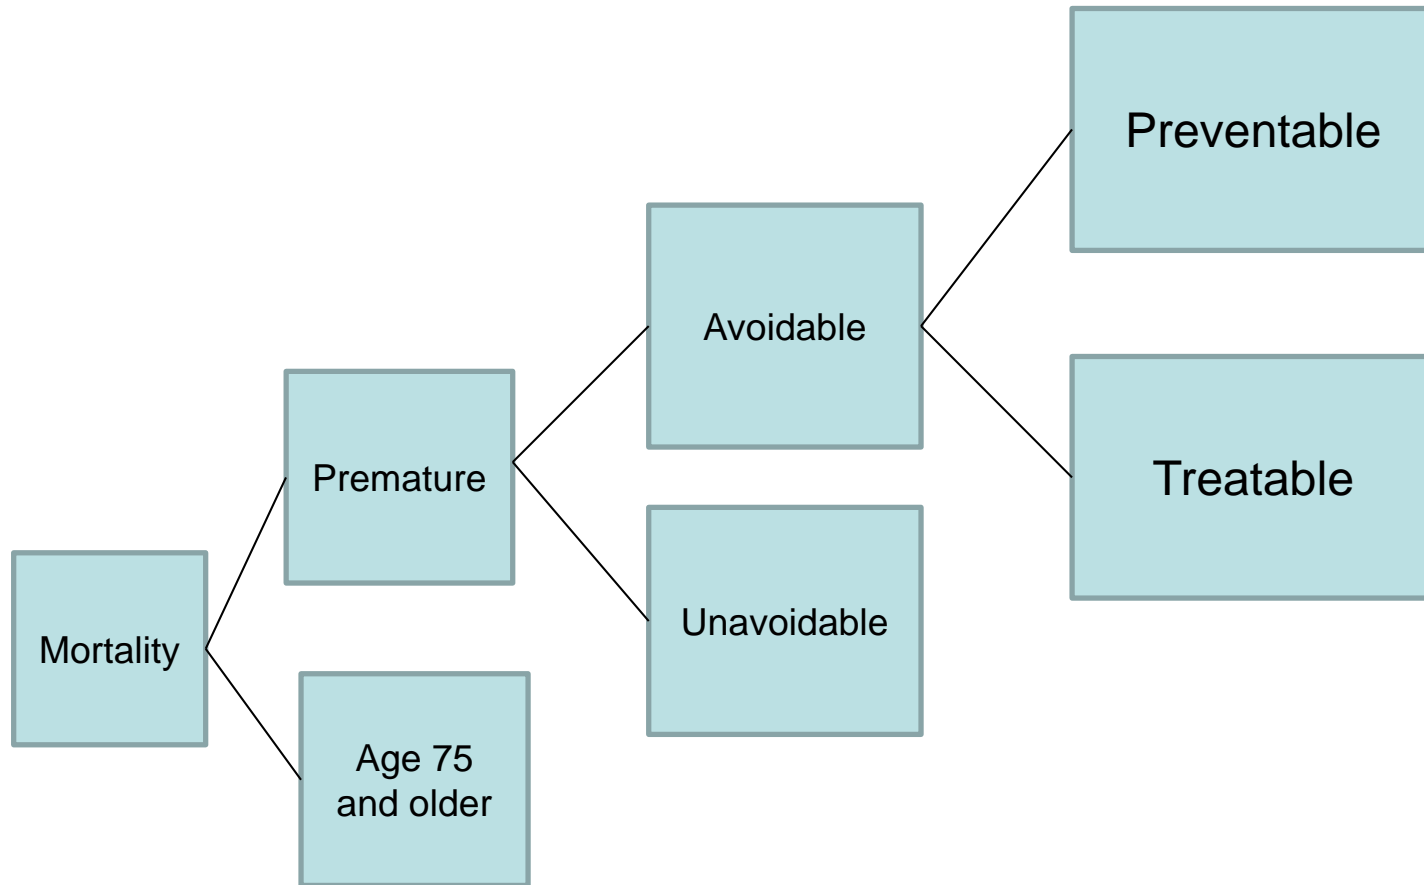 Mortality
Premature
Age 75
and older
Avoidable
Unavoidable
Preventable
Treatable